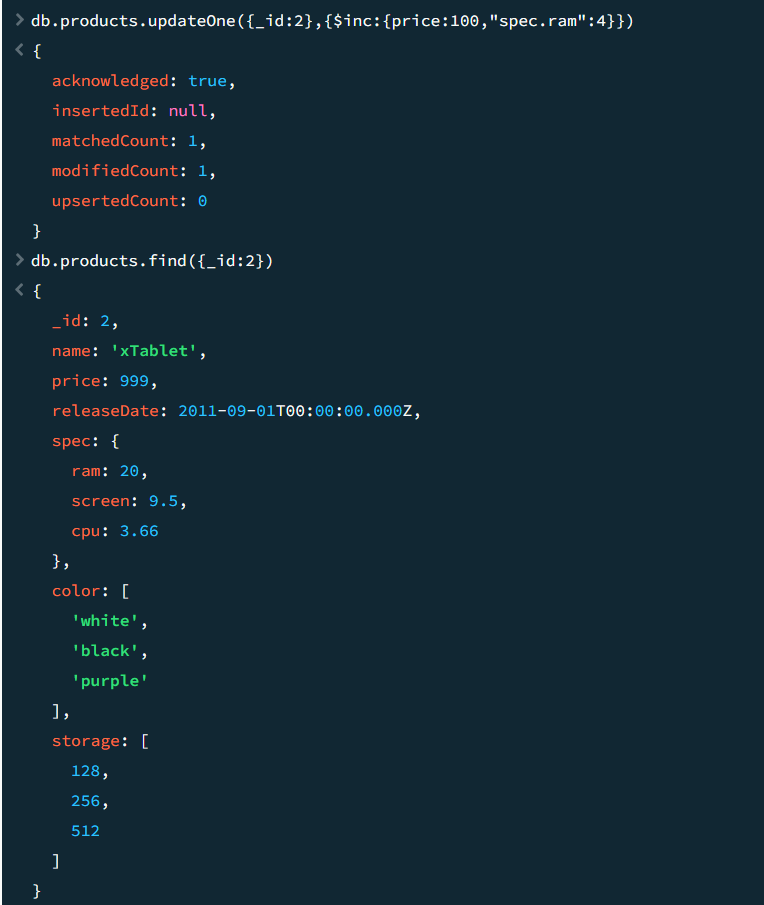 > db.products.updateOne({_id:2},{$inc:{price:100,"spec.ram":4}})
< {
acknowledged: true,
insertedId: null,
matchedCount: 1,
modifiedCount: 1,
upsertedCount: 0
}
> db.products.find({_id:2})
< {
_id: 2,
name: 'xTablet',
price: 999,
releaseDate: 2011-09-01T00:00:00.000Z,
spec: {
ram: 20,
screen: 9.5,
cpu: 3.66
},
color: [
'white',
'black',
'purple'
],
storage: [
128,
256,
512
]
}